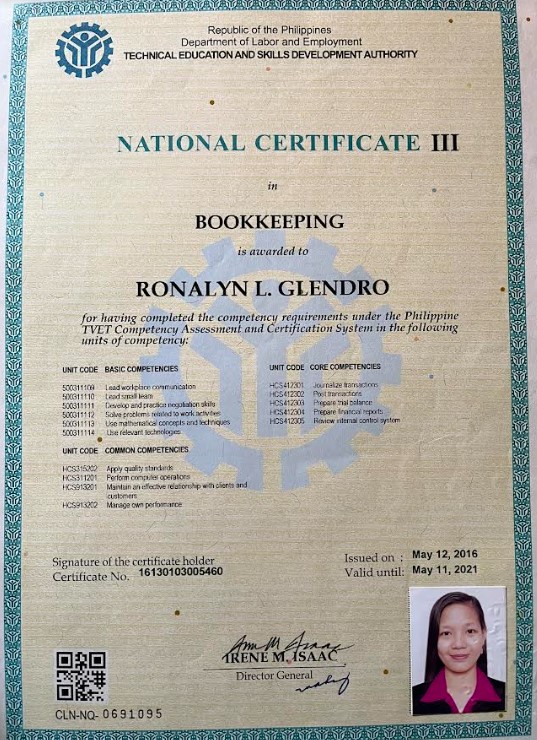 Republic of the Philippines
Department of Labor and Employment
TECHNICAL EDUCATION AND SKILLS DEVELOPMENT AUTHORITY
NATIONAL CERTIFICATE III
in
BOOKKEEPING
is awarded to
RONALYN L. GLENDRO
for having completed the competency requirements under the Philippine
TVET Competency Assessment and Certification System in the following
units of competency:
UNIT CODE BASIC COMPETENCIES
500311109 Lead workplace communication
500311110 Lead small team
500311111 Develop and practice negotiation skills
500311112 Solve problems related to work activities
500311113 Use mathematical concepts and techniques
500311114 Use relevant technologies
UNIT CODE COMMON COMPETENCIES
HCS315202 Apply quality standards
HCS311201 Perform computer operations
HCS913201 Maintain an effective relationship with clients and
customers
HCS913202 Manage own performance
UNIT CODE CORE COMPETENCIES
HCS412301 Journalize transactions
HCS412302 Post transactions
HCS412303 Prepare trial balance
HCS412304 Prepare financial reports
HCS412305 Review internal control system
Signature of the certificate holder
Certificate No. 16130103005460
Issued on : May 12, 2016
Valid until: May 11, 2021
IRENE M. ISAAC
Director General
CLN-NQ- 0691095